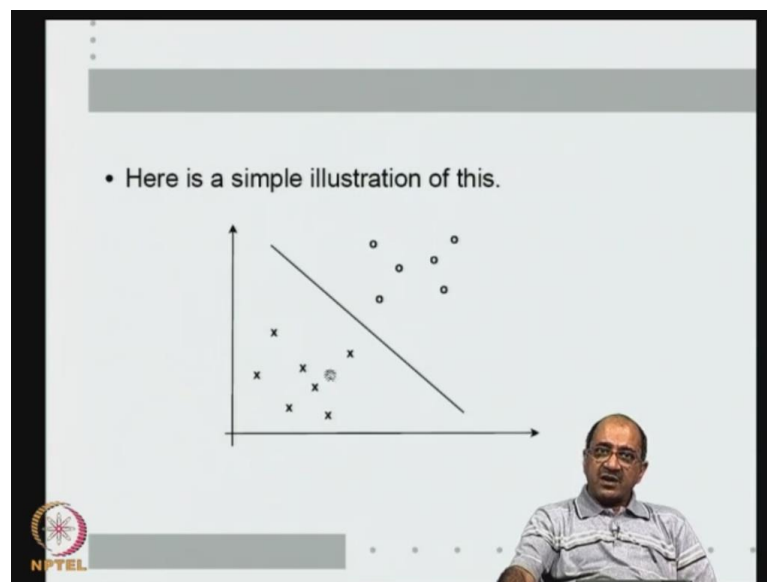 • Here is a simple illustration of this.
o o
o o
o o
x
x x
x x
x x
NPTEL